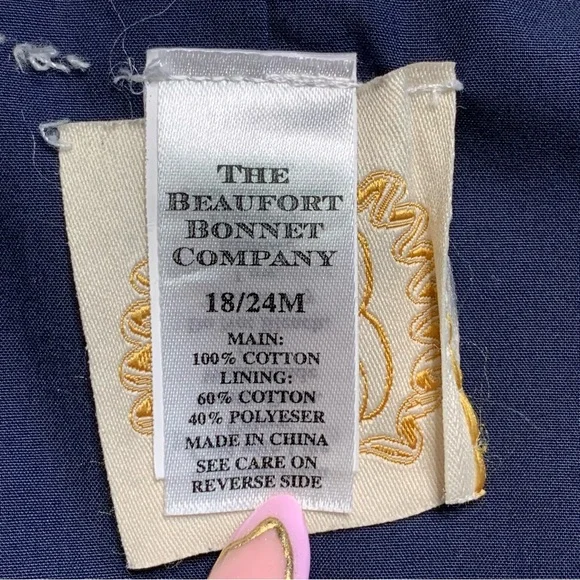 THE
BEAUFORT
BONNET
COMPANY
18/24M
MAIN:
100% COTTON
LINING:
60% COTTON
40% POLYESER
MADE IN CHINA
SEE CARE ON
REVERSE SIDE